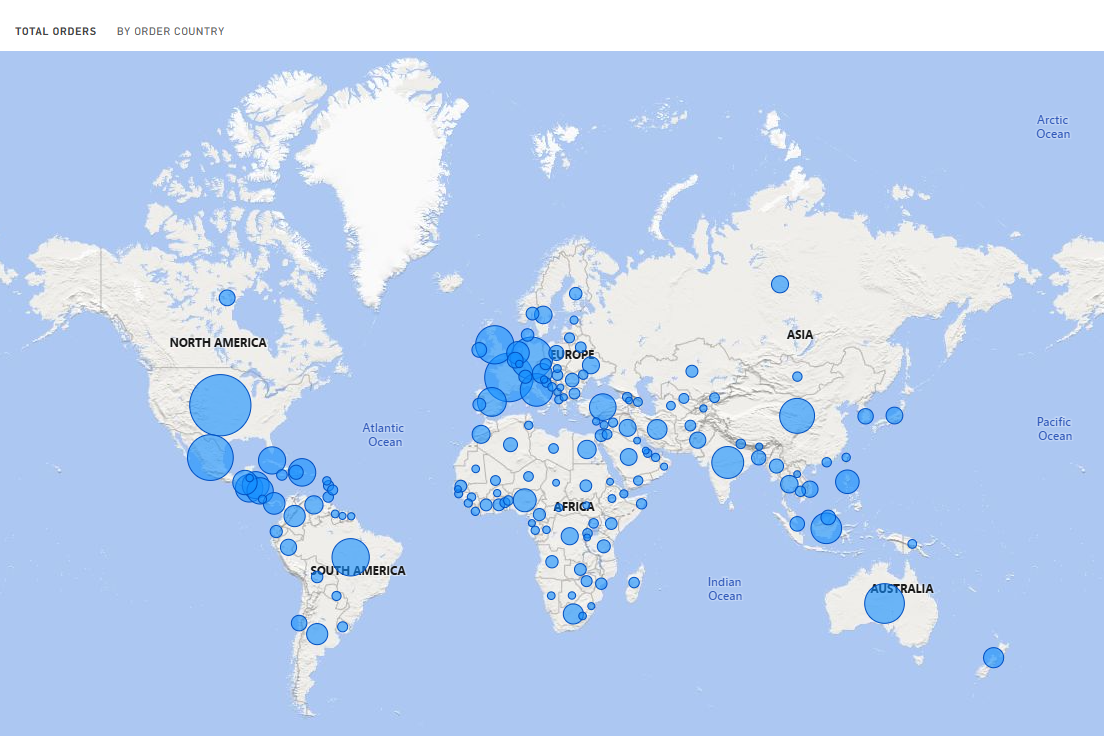 TOTAL ORDERS BY ORDER COUNTRY
Arctic
Ocean
NORTH AMERICA
ASIA
EUROPE
Atlantic
Ocean
Pacific
Ocean
AFRICA
SOUTH AMERICA
Indian
Ocean
AUSTRALIA